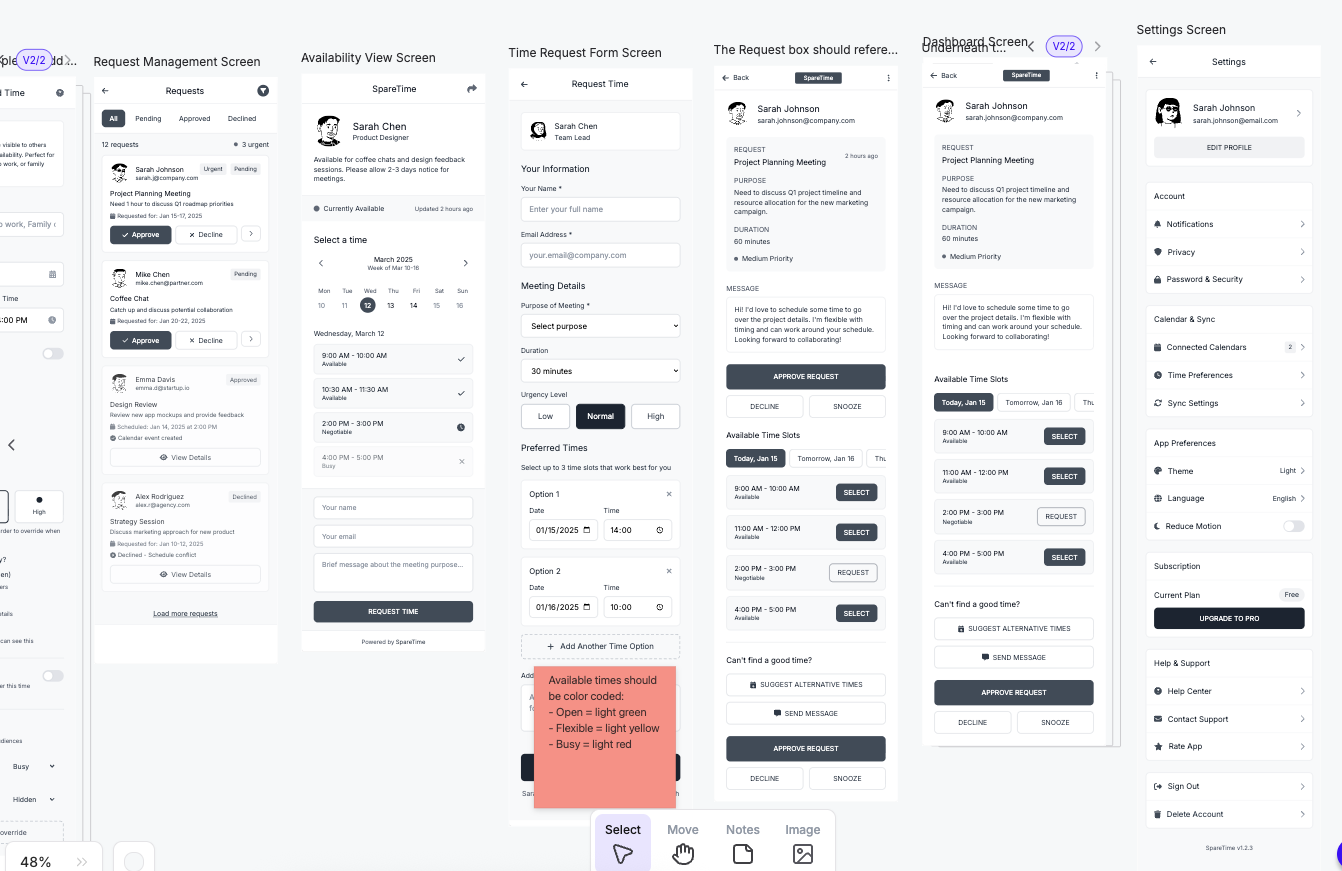 V2/2
d Time
visible to others
ailability. Perfect for
o work, or family
o work, Family c
Time
:00 PM
High
order to override when
y?
en)
ers
etails
can see this
er this time
udiences
Busy
Hidden
override
48%
Request Management Screen
Requests
All
Pending
Approved
Declined
12 requests
3 urgent
Sarah Johnson
Urgent
Pending
sarah.j@company.com
Project Planning Meeting
Need 1 hour to discuss Q1 roadmap priorities
Requested for: Jan 15-17, 2025
Approve
Decline
Mike Chen
Pending
mike.chen@partner.com
Coffee Chat
Catch up and discuss potential collaboration
Requested for: Jan 20-22, 2025
Approve
Decline
Emma Davis
Approved
emma.d@startup.io
Design Review
Review new app mockups and provide feedback
Scheduled: Jan 14, 2025 at 2:00 PM
Calendar event created
View Details
Alex Rodriguez
Declined
alex.r@agency.com
Strategy Session
Discuss marketing approach for new product
Requested for: Jan 10-12, 2025
Declined - Schedule conflict
View Details
Load more requests
Availability View Screen
SpareTime
Sarah Chen
Product Designer
Available for coffee chats and design feedback
sessions. Please allow 2-3 days notice for
meetings.
Currently Available
Updated 2 hours ago
Select a time
March 2025
Week of Mar 10-16
Mon Tue Wed Thu Fri Sat Sun
10 11 12 13 14 15 16
Wednesday, March 12
9:00 AM - 10:00 AM
Available
10:30 AM - 11:30 AM
Available
2:00 PM - 3:00 PM
Negotiable
4:00 PM - 5:00 PM
Busy
Your name
Your email
Brief message about the meeting purpose...
REQUEST TIME
Powered by SpareTime
Time Request Form Screen
Request Time
Sarah Chen
Team Lead
Your Information
Your Name *
Enter your full name
Email Address *
your.email@company.com
Meeting Details
Purpose of Meeting *
Select purpose
Duration
30 minutes
Urgency Level
Low
Normal
High
Preferred Times
Select up to 3 time slots that work best for you
Option 1
Date
Time
01/15/2025
14:00
Option 2
Date
Time
01/16/2025
10:00
Add Another Time Option
Available times should
be color coded:
- Open = light green
- Flexible = light yellow
- Busy = light red
The Request box should refere...
Back
SpareTime
Sarah Johnson
sarah.johnson@company.com
REQUEST
2 hours ago
Project Planning Meeting
PURPOSE
Need to discuss Q1 project timeline and
resource allocation for the new marketing
campaign.
DURATION
60 minutes
Medium Priority
MESSAGE
Hi! I'd love to schedule some time to go
over the project details. I'm flexible with
timing and can work around your schedule.
Looking forward to collaborating!
APPROVE REQUEST
DECLINE
SNOOZE
Available Time Slots
Today, Jan 15
Tomorrow, Jan 16
Thu
9:00 AM - 10:00 AM
Available
SELECT
11:00 AM - 12:00 PM
Available
SELECT
2:00 PM - 3:00 PM
Negotiable
REQUEST
4:00 PM - 5:00 PM
Available
SELECT
Can't find a good time?
SUGGEST ALTERNATIVE TIMES
SEND MESSAGE
APPROVE REQUEST
DECLINE
SNOOZE
Dashboard Screen
Underneath t...
V2/2
Back
SpareTime
Sarah Johnson
sarah.johnson@company.com
REQUEST
Project Planning Meeting
PURPOSE
Need to discuss Q1 project timeline and
resource allocation for the new marketing
campaign.
DURATION
60 minutes
Medium Priority
MESSAGE
Hi! I'd love to schedule some time to go
over the project details. I'm flexible with
timing and can work around your schedule.
Looking forward to collaborating!
Available Time Slots
Today, Jan 15
Tomorrow, Jan 16
Thu
9:00 AM - 10:00 AM
Available
SELECT
11:00 AM - 12:00 PM
Available
SELECT
2:00 PM - 3:00 PM
Negotiable
REQUEST
4:00 PM - 5:00 PM
Available
SELECT
Can't find a good time?
SUGGEST ALTERNATIVE TIMES
SEND MESSAGE
APPROVE REQUEST
DECLINE
SNOOZE
Settings Screen
Settings
Sarah Johnson
sarah.johnson@email.com
EDIT PROFILE
Account
Notifications
Privacy
Password & Security
Calendar & Sync
Connected Calendars
2
Time Preferences
Sync Settings
App Preferences
Theme
Light
Language
English
Reduce Motion
Subscription
Current Plan
Free
UPGRADE TO PRO
Help & Support
Help Center
Contact Support
Rate App
Sign Out
Delete Account
SpareTime v1.2.3
Select
Move
Notes
Image